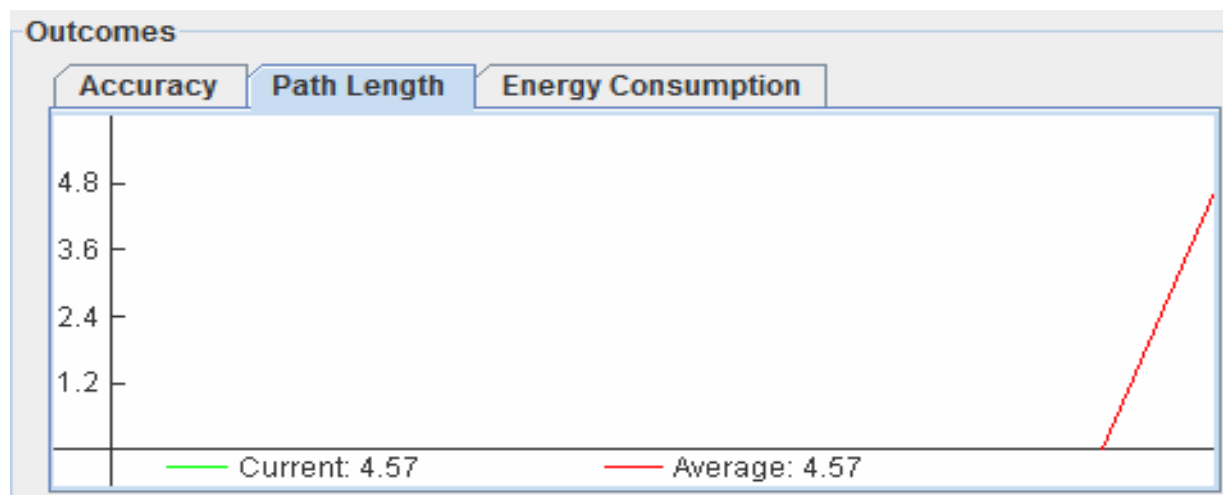 Outcomes
Accuracy Path Length Energy Consumption
4.8
3.6
2.4
1.2
Current: 4.57 Average: 4.57